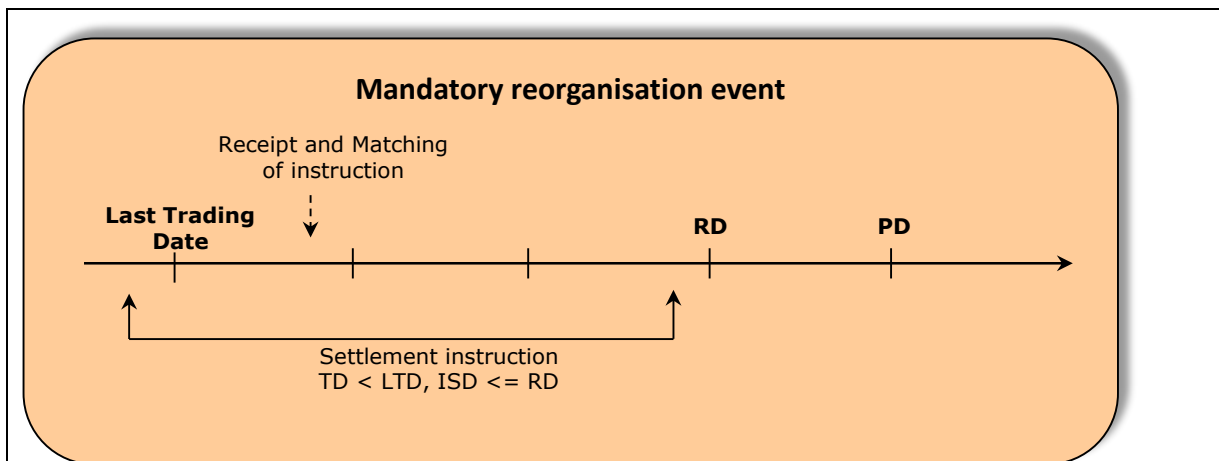 Mandatory reorganisation event
Receipt and Matching
of instruction
Last Trading
Date
RD
PD
Settlement instruction
TD < LTD, ISD <= RD